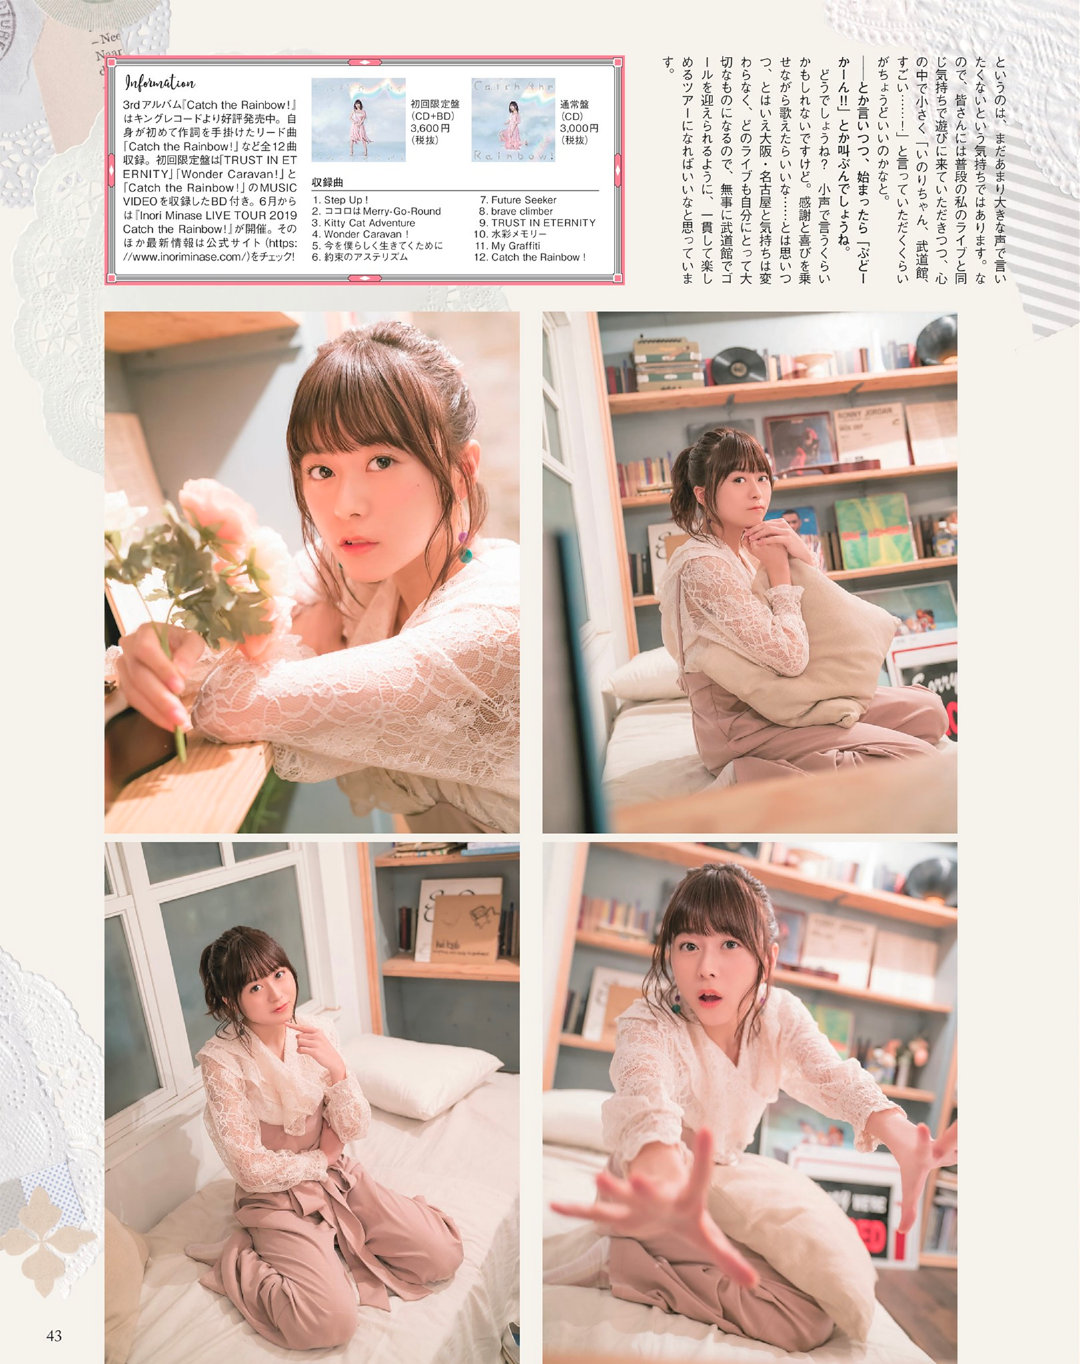 というのは、まだあまり大きな声で言い
たくないという気持ちではあります。な
ので、皆さんには普段の私のライブと同
じ気持ちで遊びに来ていただきつつ、心
の中で小さく、「いのりちゃん、武道館、
すごい……！」と言っていただくくらい
がちょうどいいのかなと。
――とか言いつつ、始まったら「ぶどー
かーん!!」とか叫ぶんでしょうね。
どうでしょうね？　小声で言うくらい
かもしれないですけど。感謝と喜びを乗
せながら歌えたらいいな……とは思いつ
つ、とはいえ大阪・名古屋と気持ちは変
わらなく、どのライブも自分にとって大
切なものになるので、無事に武道館でゴ
ールを迎えられるように、一貫して楽し
めるツアーになればいいなと思っていま
す。
Information
3rdアルバム『Catch the Rainbow!』
はキングレコードより好評発売中。自
身が初めて作詞を手掛けたリード曲
「Catch the Rainbow!」など全12曲
収録。初回限定盤は「TRUST IN ET
ERNITY」「Wonder Caravan!」と
「Catch the Rainbow!」のMUSIC
VIDEOを収録したBD付き。6月から
は『Inori Minase LIVE TOUR 2019
Catch the Rainbow!』が開催。その
ほか最新情報は公式サイト（https:
//www.inoriminase.com/）をチェック！
初回限定盤
(CD+BD)
3,600円
（税抜）
Catch the
Rainbow!
通常盤
(CD)
3,000円
（税抜）
収録曲
1. Step Up！
2. ココロはMerry-Go-Round
3. Kitty Cat Adventure
4. Wonder Caravan！
5. 今を僕らしく生きてくために
6. 約束のアステリズム
7. Future Seeker
8. brave climber
9. TRUST IN ETERNITY
10. 水彩メモリー
11. My Graffiti
12. Catch the Rainbow！
SONNY JORDAN
Sorry
43